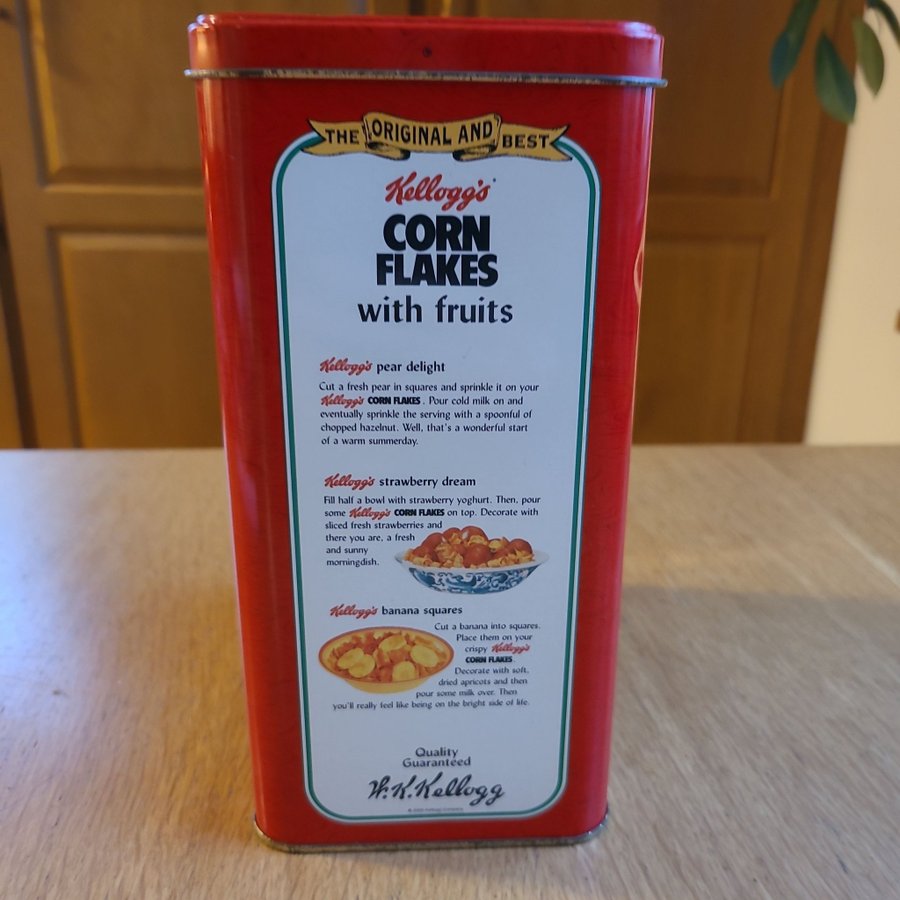 THE ORIGINAL AND BEST
Kellogg's
CORN
FLAKES
with fruits
Kellogg's pear delight
Cut a fresh pear in squares and sprinkle it on your
Kellogg's CORN FLAKES. Pour cold milk on and
eventually sprinkle the serving with a spoonful of
chopped hazelnut. Well, that's a wonderful start
of a warm summerday.
Kellogg's strawberry dream
Fill half a bowl with strawberry yoghurt. Then, pour
some Kellogg's CORN FLAKES on top. Decorate with
sliced fresh strawberries and
there you are, a fresh
and sunny
morningdish.
Kellogg's banana squares
Cut a banana into squares.
Place them on your
crispy Kellogg's
CORN FLAKES.
Decorate with soft,
dried apricots and then
pour some milk over. Then
you'll really feel like being on the bright side of life.
Quality
Guaranteed
W.K.Kellogg